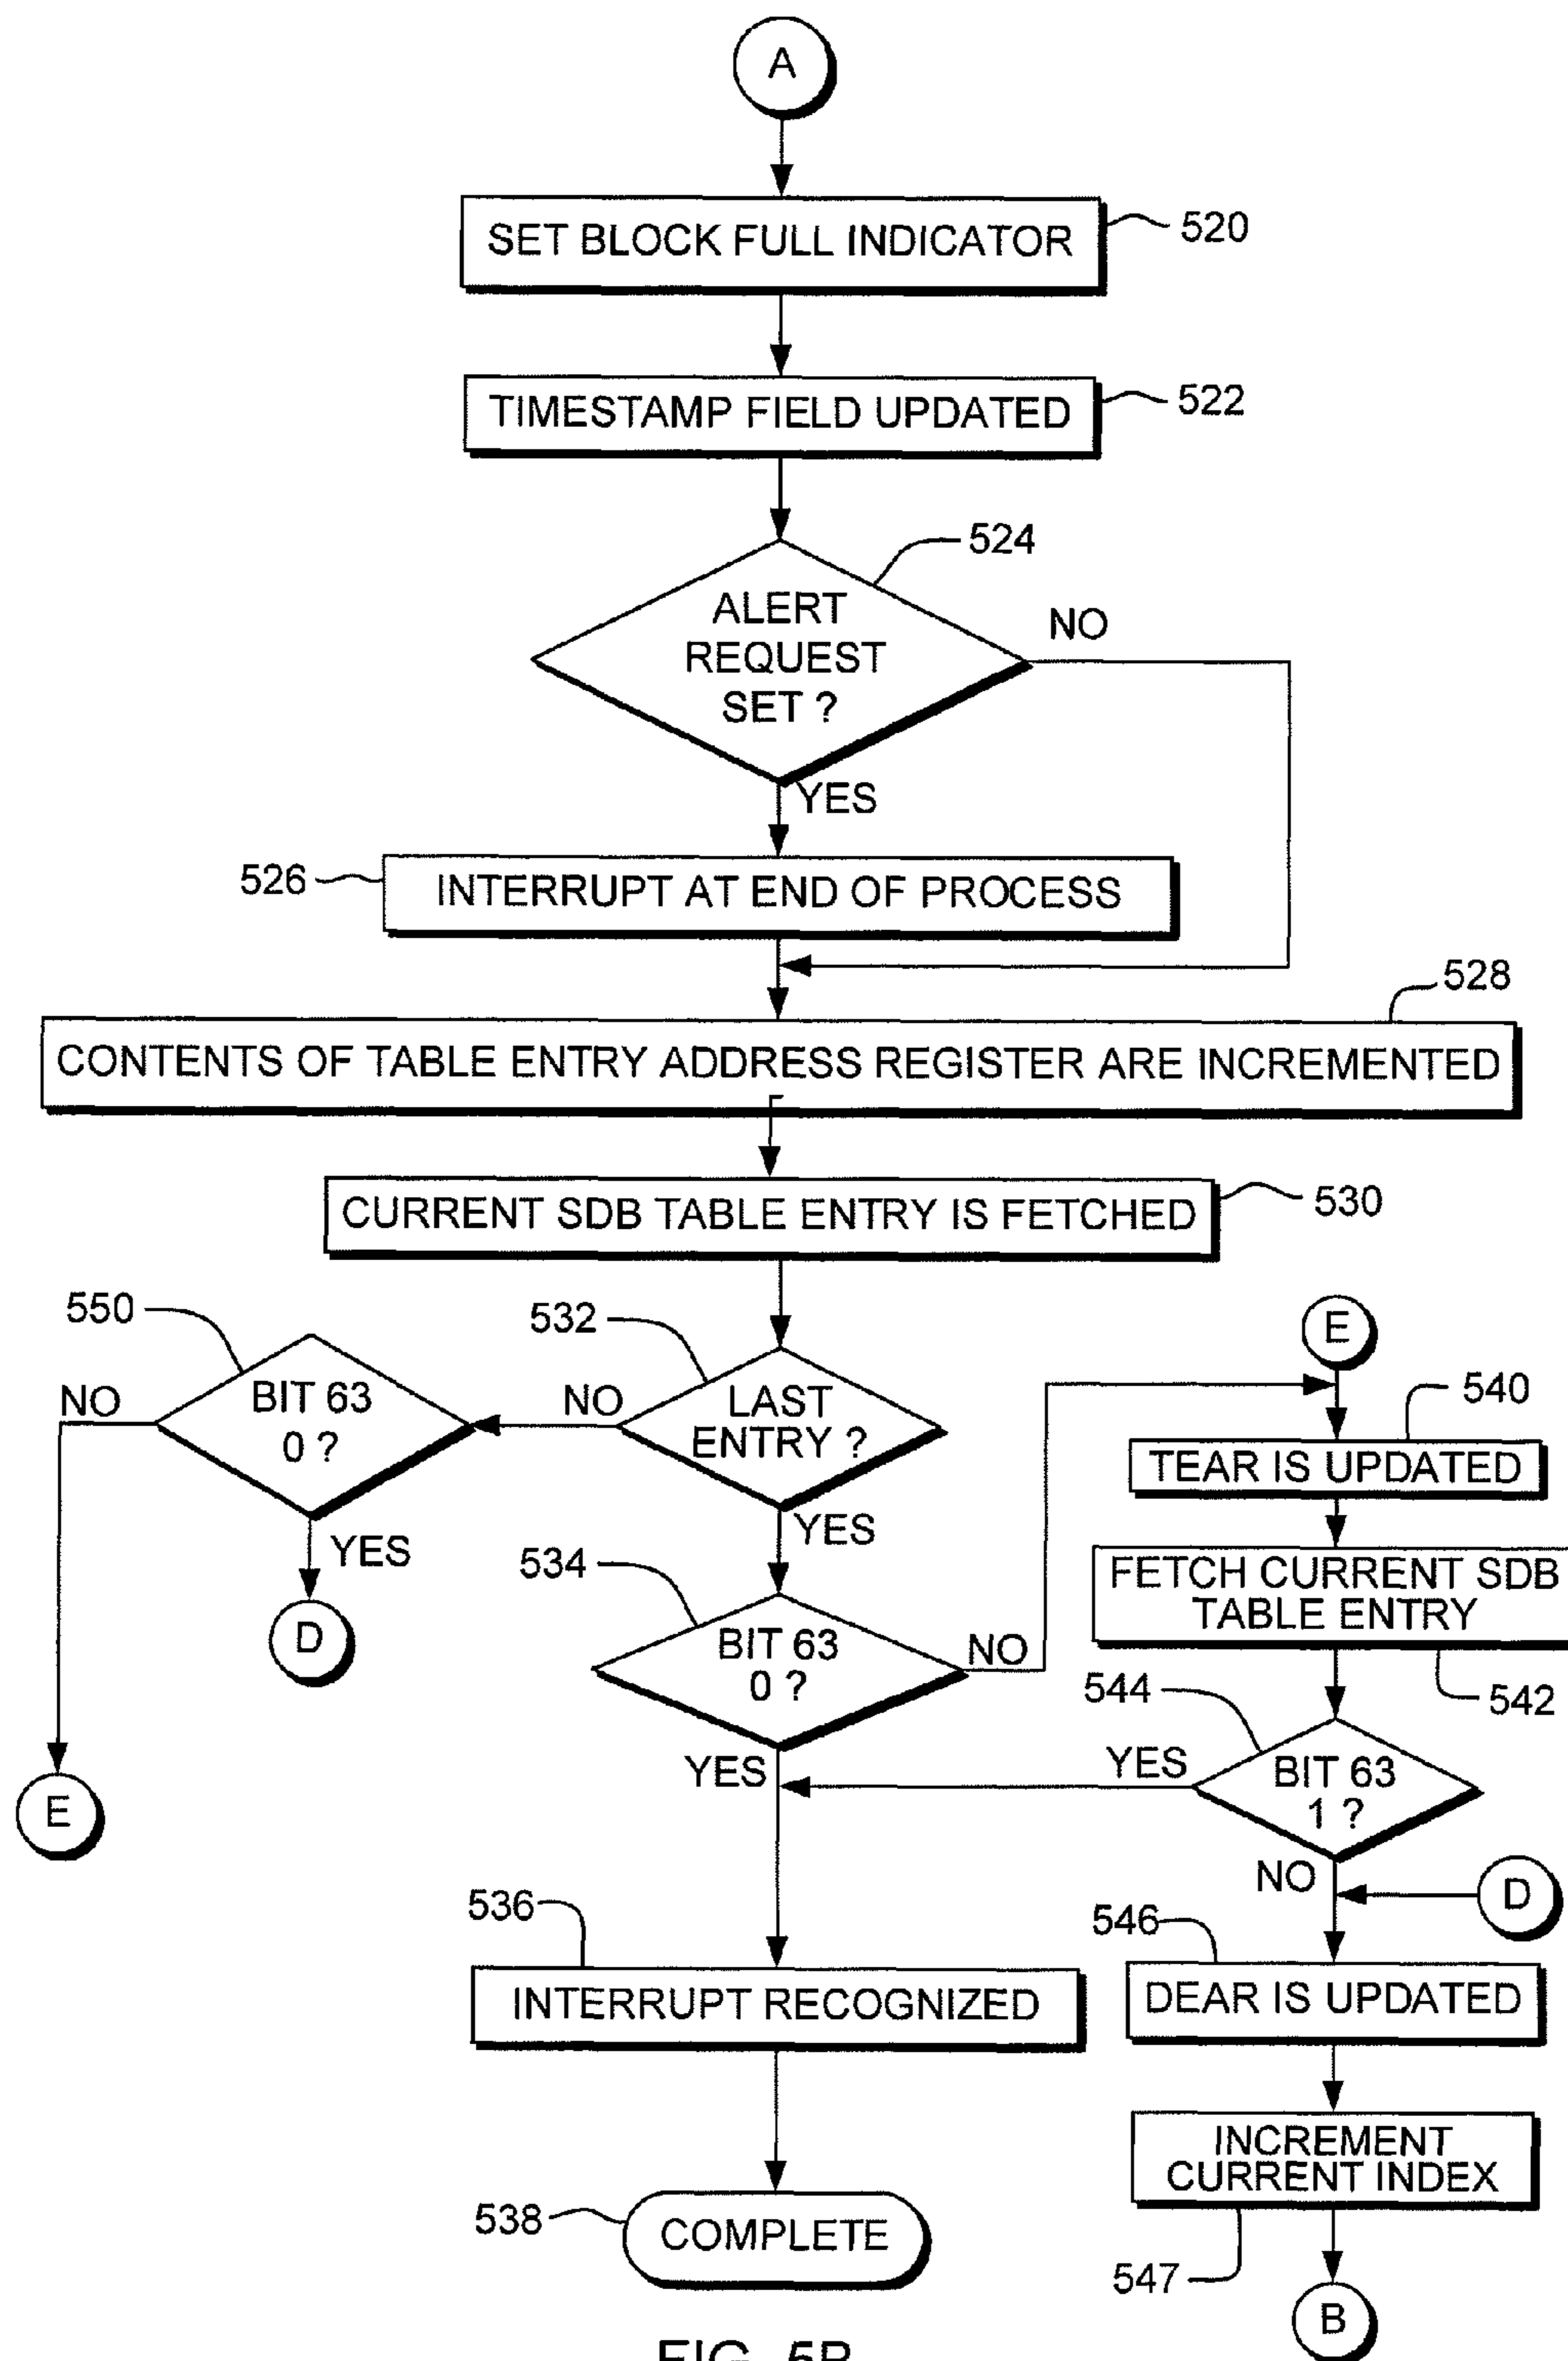 A
SET BLOCK FULL INDICATOR
520
TIMESTAMP FIELD UPDATED
522
524
ALERT
REQUEST
SET ?
NO
YES
526
INTERRUPT AT END OF PROCESS
528
CONTENTS OF TABLE ENTRY ADDRESS REGISTER ARE INCREMENTED
CURRENT SDB TABLE ENTRY IS FETCHED
530
550
BIT 63
0 ?
NO
YES
D
E
532
LAST
ENTRY ?
NO
YES
534
BIT 63
0 ?
NO
YES
E
540
TEAR IS UPDATED
FETCH CURRENT SDB
TABLE ENTRY
542
544
BIT 63
1 ?
YES
NO
D
536
INTERRUPT RECOGNIZED
546
DEAR IS UPDATED
INCREMENT
CURRENT INDEX
547
538
COMPLETE
B
FIG. 5B